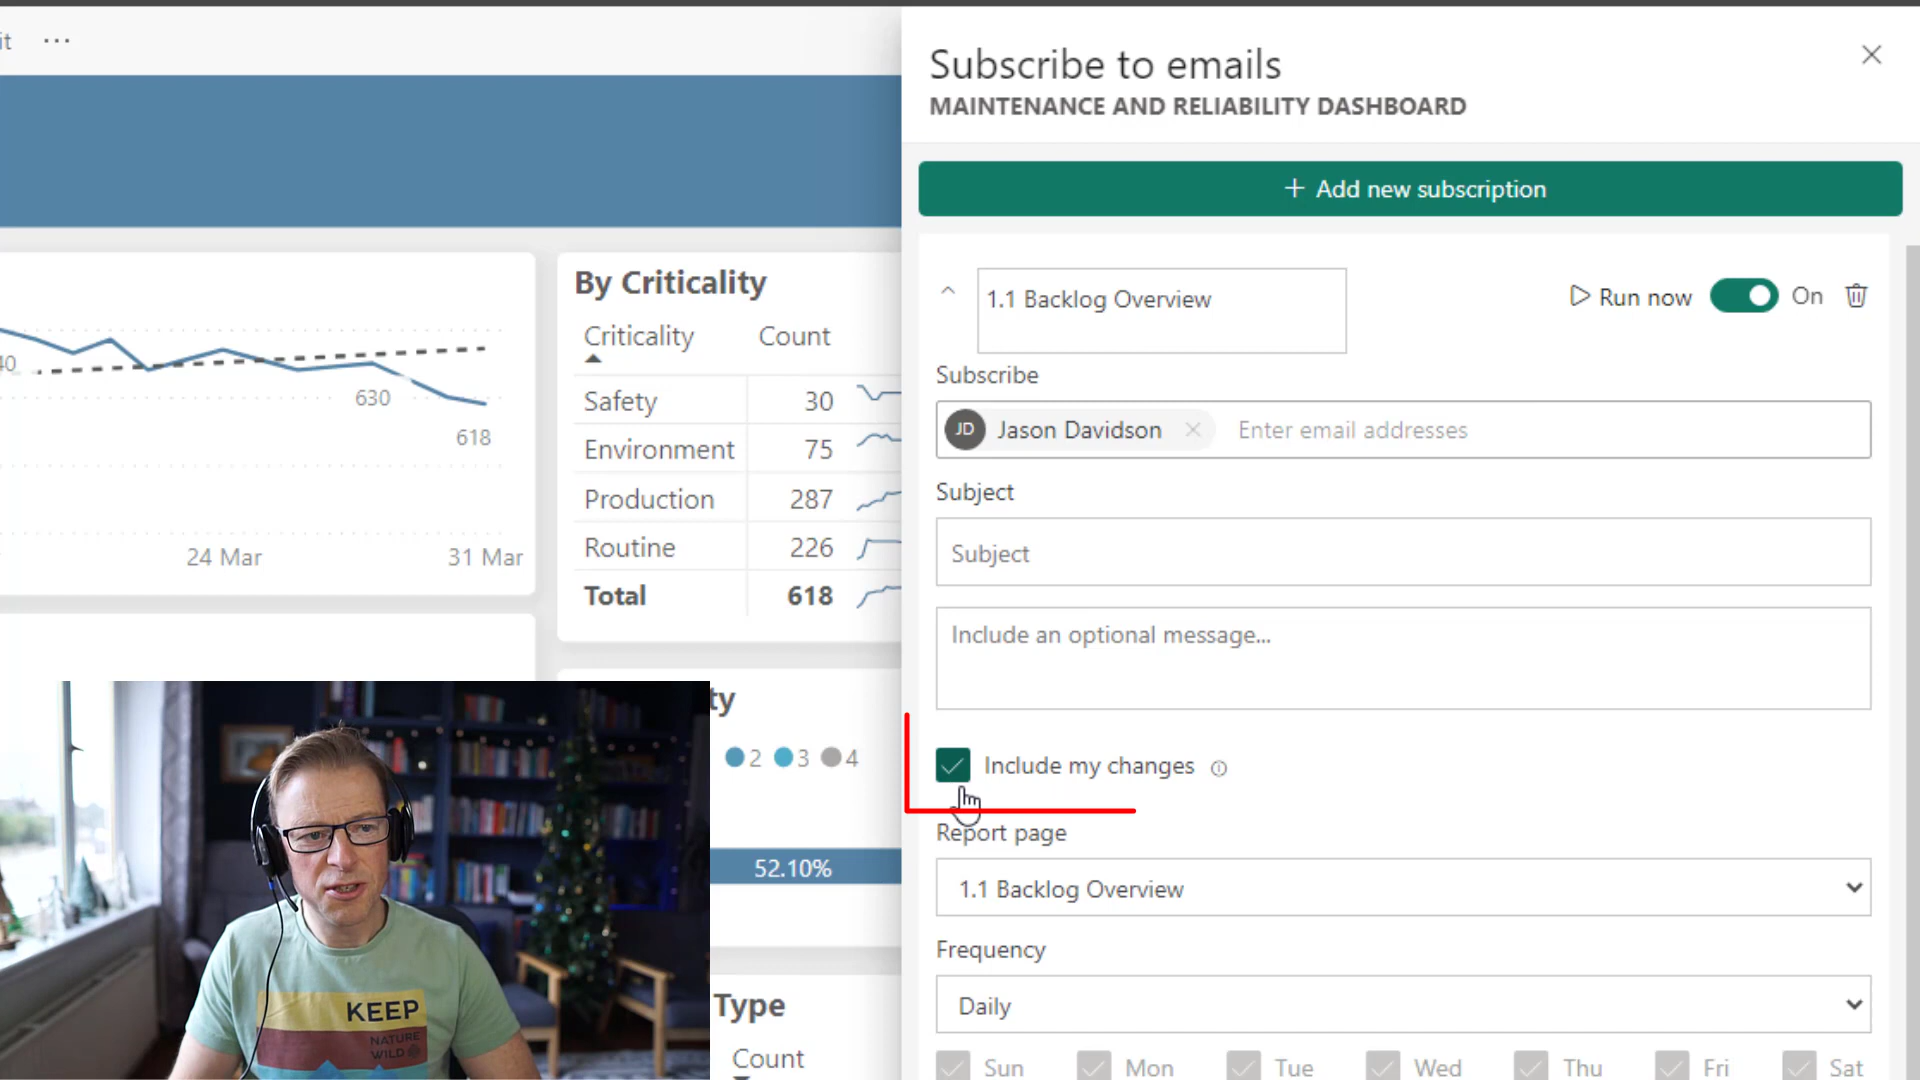 it ...
Subscribe to emails
MAINTENANCE AND RELIABILITY DASHBOARD
+ Add new subscription
1.1 Backlog Overview
Run now
On
Subscribe
JD Jason Davidson × Enter email addresses
Subject
Subject
Include an optional message...
Include my changes
Report page
1.1 Backlog Overview
Frequency
Daily
Sun Mon Tue Wed Thu Fri Sat
40
630
618
24 Mar
31 Mar
By Criticality
Criticality Count
Safety 30
Environment 75
Production 287
Routine 226
Total 618
ty
2 3 4
52.10%
Type
Count
KEEP
NATURE
WILD